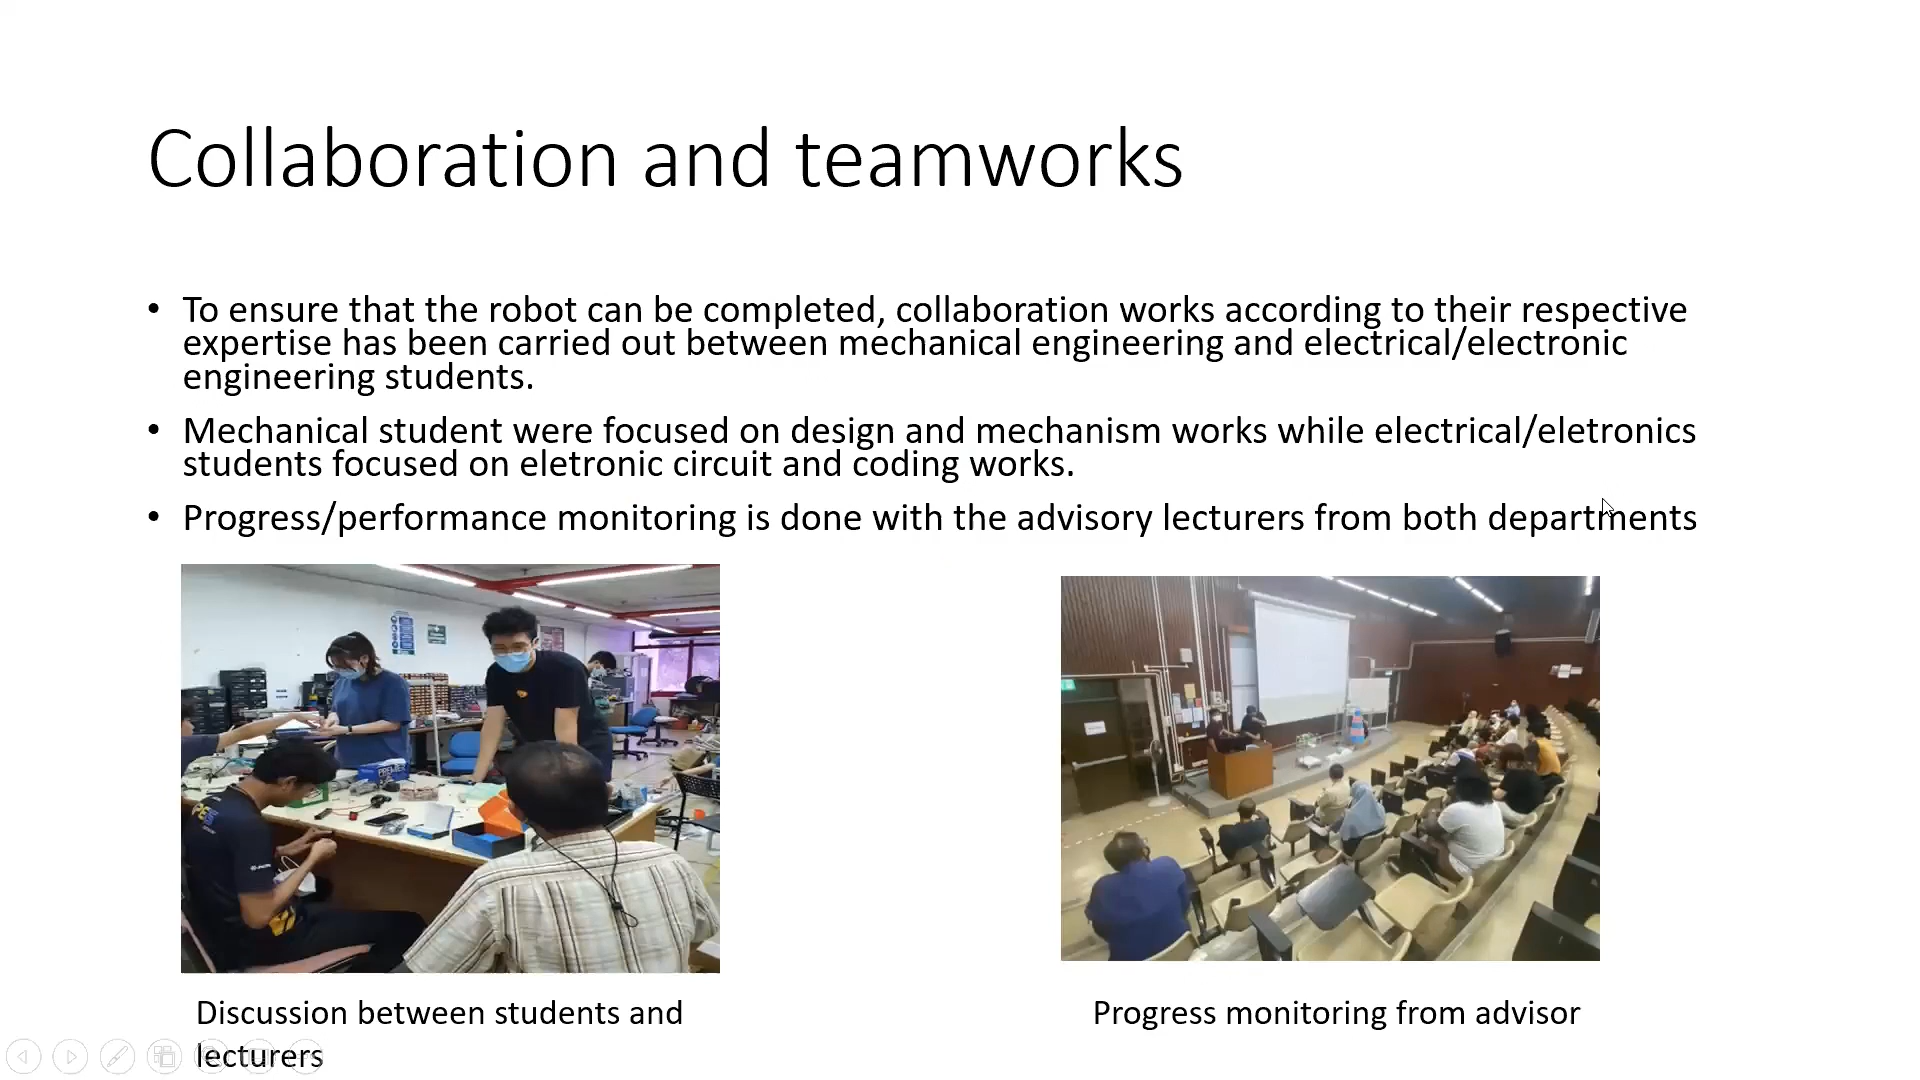 Collaboration and teamworks
• To ensure that the robot can be completed, collaboration works according to their respective
expertise has been carried out between mechanical engineering and electrical/electronic
engineering students.
• Mechanical student were focused on design and mechanism works while electrical/eletronics
students focused on eletronic circuit and coding works.
• Progress/performance monitoring is done with the advisory lecturers from both departments
PREMIER
Discussion between students and
lecturers
Progress monitoring from advisor